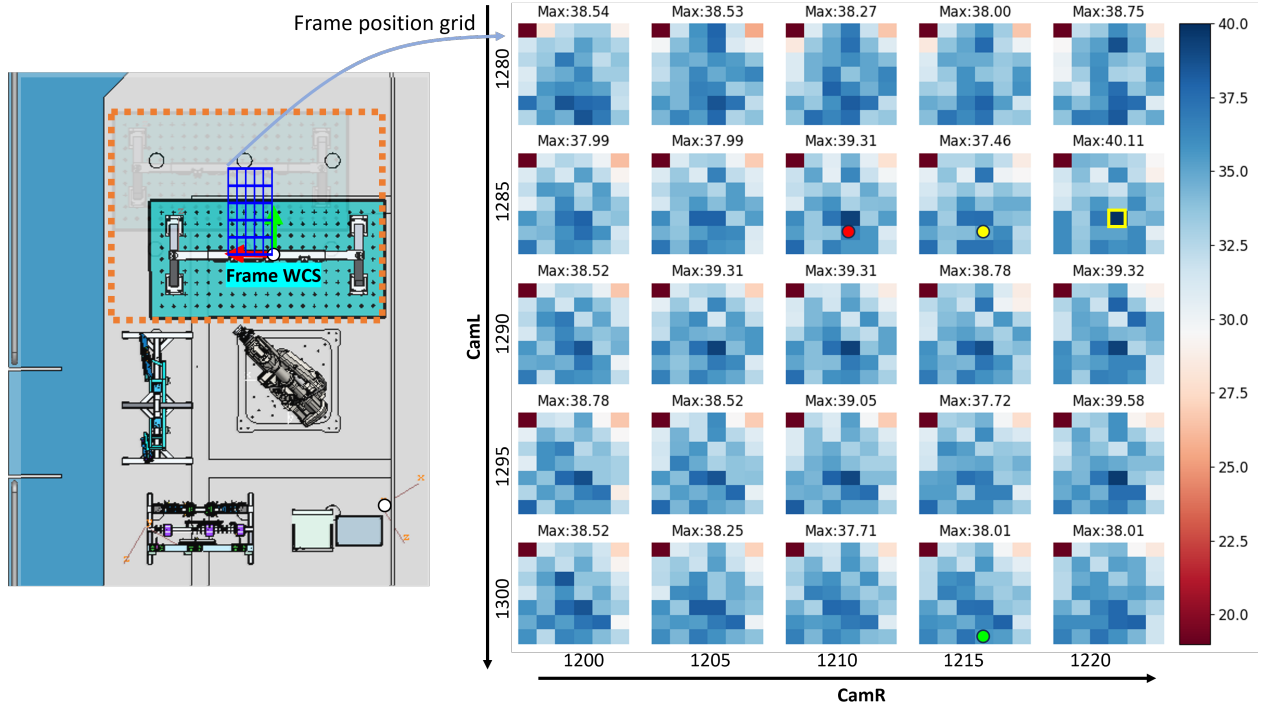 Frame position grid
Frame WCS
CamL
1280
1285
1290
1295
1300
Max:38.54 Max:38.53 Max:38.27 Max:38.00 Max:38.75
Max:37.99 Max:37.99 Max:39.31 Max:37.46 Max:40.11
Max:38.52 Max:39.31 Max:39.31 Max:38.78 Max:39.32
Max:38.78 Max:38.52 Max:39.05 Max:37.72 Max:39.58
Max:38.52 Max:38.25 Max:37.71 Max:38.01 Max:38.01
1200 1205 1210 1215 1220
CamR
40.0
37.5
35.0
32.5
30.0
27.5
25.0
22.5
20.0